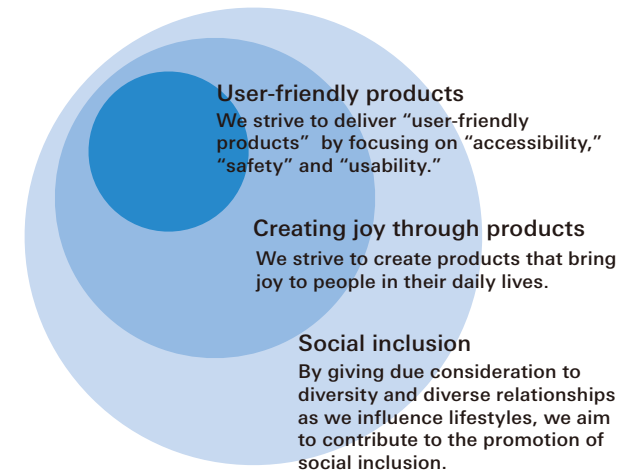 User-friendly products
We strive to deliver “user-friendly
products”  by focusing on “accessibility,”
“safety” and “usability.”
Creating joy through products
We strive to create products that bring
joy to people in their daily lives.
Social inclusion
By giving due consideration to
diversity and diverse relationships
as we influence lifestyles, we aim
to contribute to the promotion of
social inclusion.